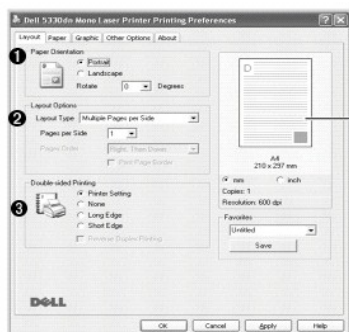 Dell 5330dn Mono Laser Printer Printing Preferences
Layout Paper Graphic Other Options About
1
Paper Orientation
Portrait
Landscape
Rotate 0 Degrees
2
Layout Options
Layout Type Multiple Pages per Side
Pages per Side 1
Pages Order Right, Then Down
Print Page Border
3
Double-sided Printing
Printer Setting
None
Long Edge
Short Edge
Reverse Duplex Printing
A4
210 x 297 mm
mm inch
Copies: 1
Resolution: 600 dpi
Favorites
Untitled
Save
DELL
OK Cancel Apply Help